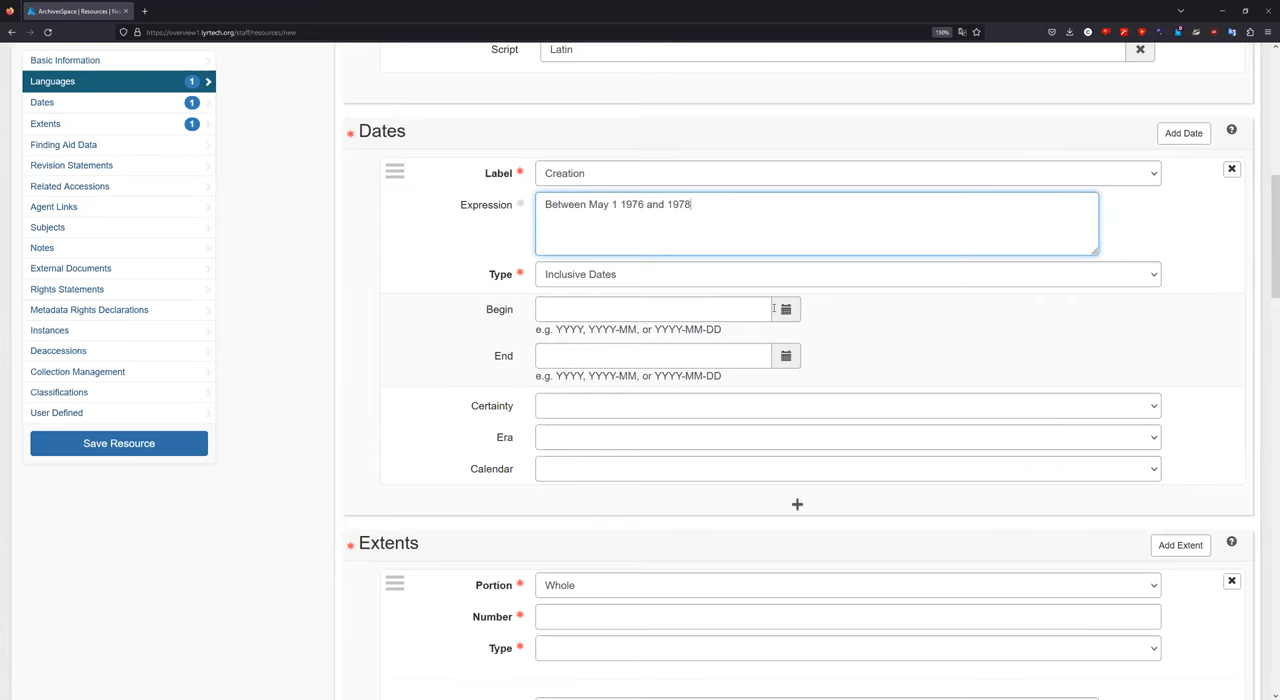 ArchivesSpace | Resources | Ne
https://overview1.lyrtech.org/staff/resources/new
150%
Basic Information
Languages 1
Dates 1
Extents 1
Finding Aid Data
Revision Statements
Related Accessions
Agent Links
Subjects
Notes
External Documents
Rights Statements
Metadata Rights Declarations
Instances
Deaccessions
Collection Management
Classifications
User Defined
Save Resource
Script Latin
* Dates Add Date
Label * Creation
Expression Between May 1 1976 and 1978
Type * Inclusive Dates
Begin
e.g. YYYY, YYYY-MM, or YYYY-MM-DD
End
e.g. YYYY, YYYY-MM, or YYYY-MM-DD
Certainty
Era
Calendar
* Extents Add Extent
Portion * Whole
Number *
Type *